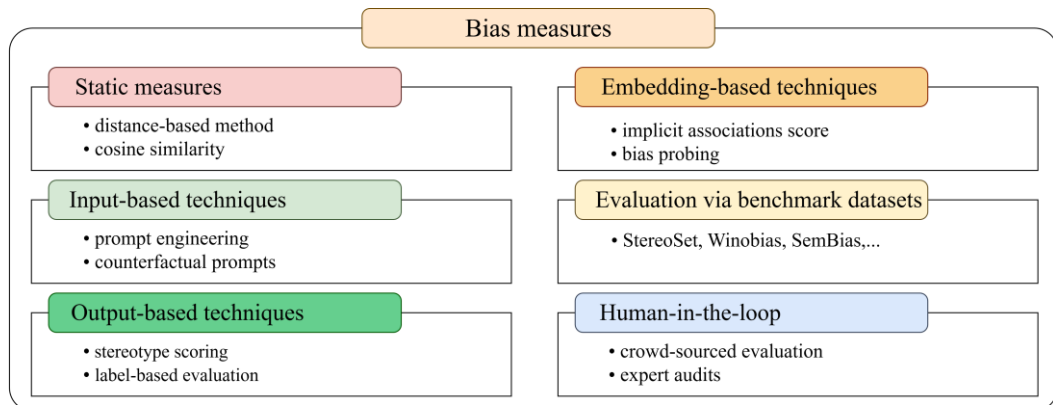 Bias measures
Static measures
• distance-based method
• cosine similarity
Embedding-based techniques
• implicit associations score
• bias probing
Input-based techniques
• prompt engineering
• counterfactual prompts
Evaluation via benchmark datasets
• StereoSet, Winobias, SemBias,...
Output-based techniques
• stereotype scoring
• label-based evaluation
Human-in-the-loop
• crowd-sourced evaluation
• expert audits